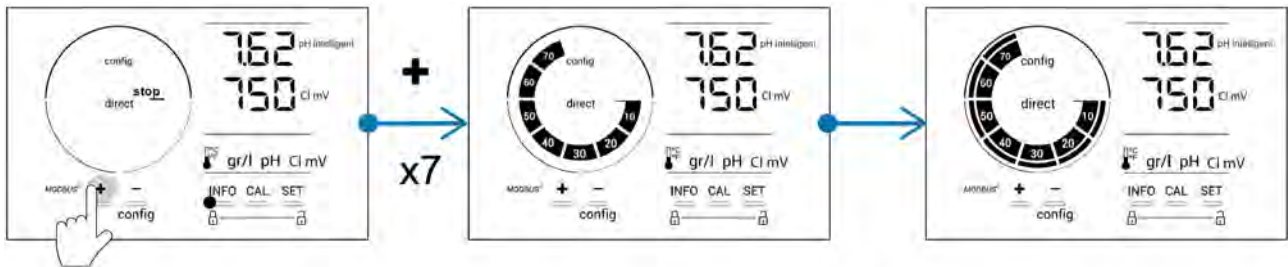 config
stop
direct
7.62 pH intelligent
750 Cl mV
°C
°F
gr/l pH Cl mV
MODBUS + −
INFO CAL SET
config
+
x7
70
config
60
direct
50 10
40 30 20
7.62 pH intelligent
750 Cl mV
°C
°F
gr/l pH Cl mV
MODBUS + −
INFO CAL SET
config
70
config
60
direct
50 10
40 30 20
7.62 pH intelligent
750 Cl mV
°C
°F
gr/l pH Cl mV
MODBUS + −
INFO CAL SET
config